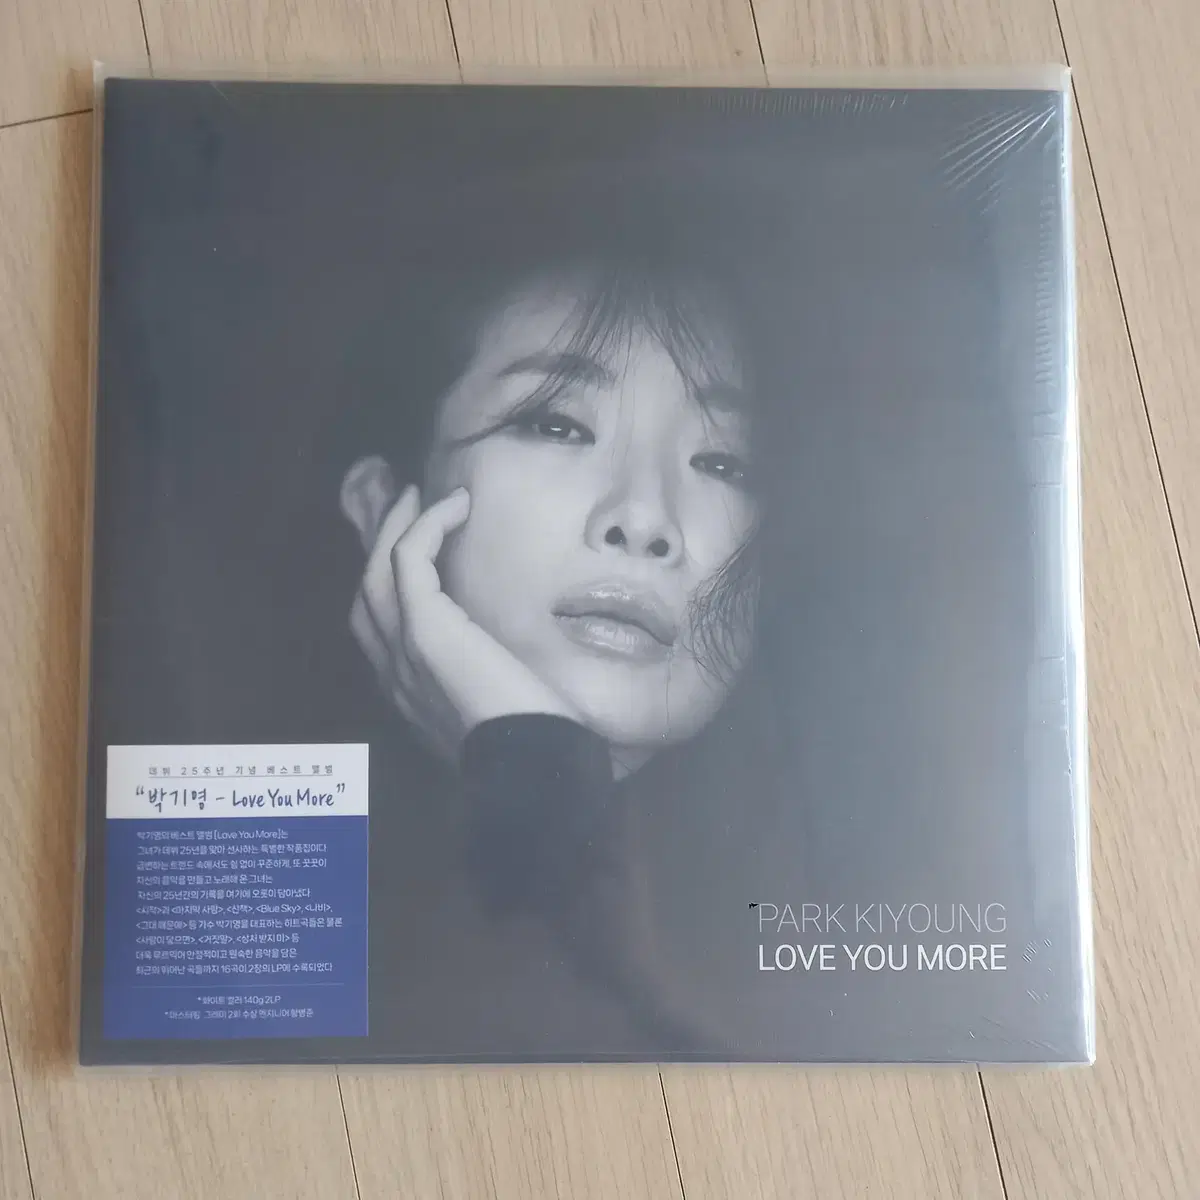 데뷔 25주년 기념 베스트 앨범
“박기영 - Love You More”
박기영의 베스트 앨범 [Love You More]는
그녀가 데뷔 25년을 맞아 선사하는 특별한 작품집이다
급변하는 트렌드 속에서도 쉼 없이 꾸준하게, 또 꿋꿋이
자신의 음악을 만들고 노래해 온 그녀는
자신의 25년간의 기록을 여기에 오롯이 담아냈다
<시작>과 <마지막 사랑>, <산책>, <Blue Sky>, <나비>,
<그대 때문에> 등 가수 박기영을 대표하는 히트곡들은 물론
<사랑이 닿으면>, <거짓말>, <상처 받지 마> 등
더욱 무르익어 안정적이고 원숙한 음악을 담은
최근의 뛰어난 곡들까지 16곡이 2장의 LP에 수록되었다
* 화이트 컬러 140g 2LP
* 마스터링 그래미 2회 수상 엔지니어 황병준
PARK KIYOUNG
LOVE YOU MORE